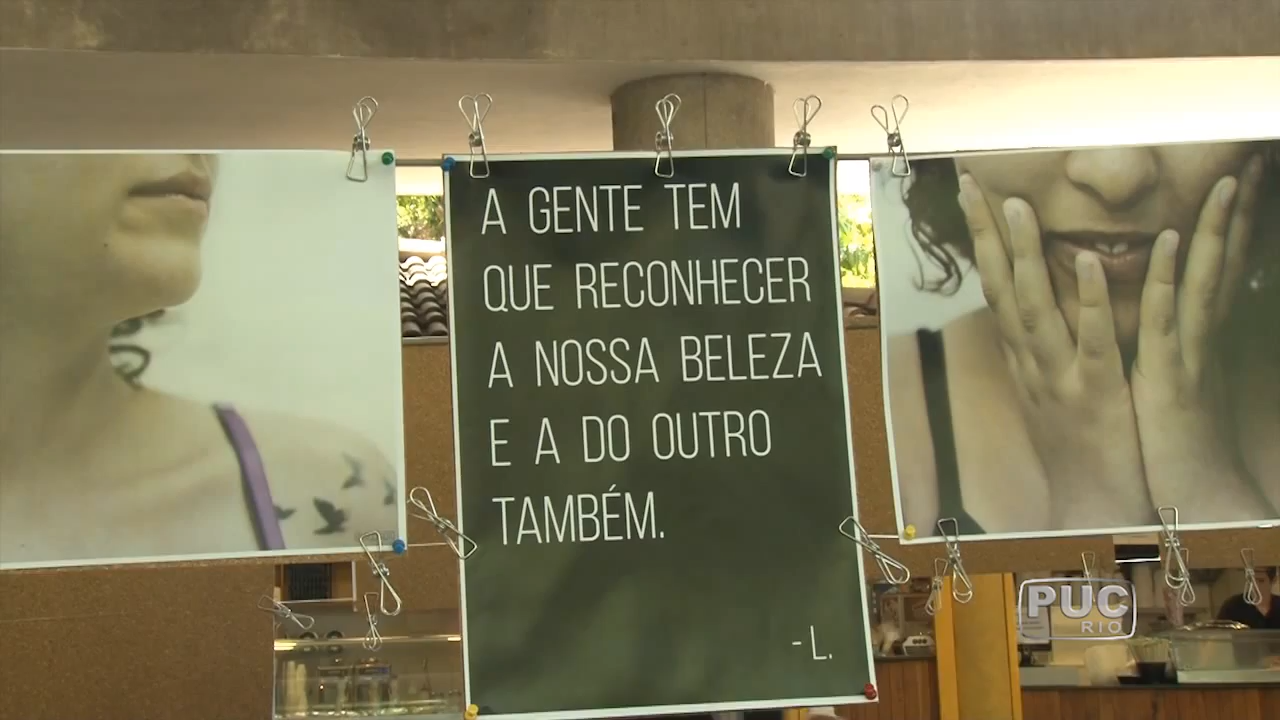 A GENTE TEM
QUE RECONHECER
A NOSSA BELEZA
E A DO OUTRO
TAMBÉM.
- L.
PUC
RIO